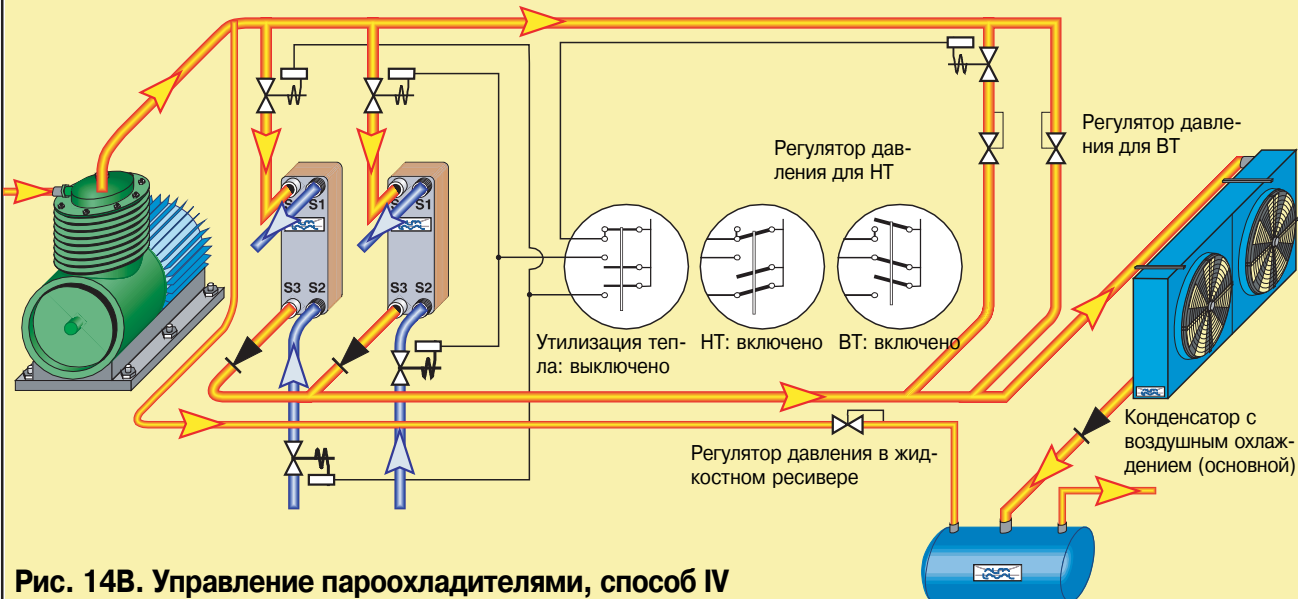 Регулятор давле-
ния для ВТ
Регулятор дав-
ления для НТ
S1
S1
S3 S2
S3 S2
Утилизация теп-
ла: выключено
НТ: включено
ВТ: включено
Регулятор давления в жид-
костном ресивере
Конденсатор с
воздушным охлаж-
дением (основной)
Рис. 14В. Управление пароохладителями, способ IV